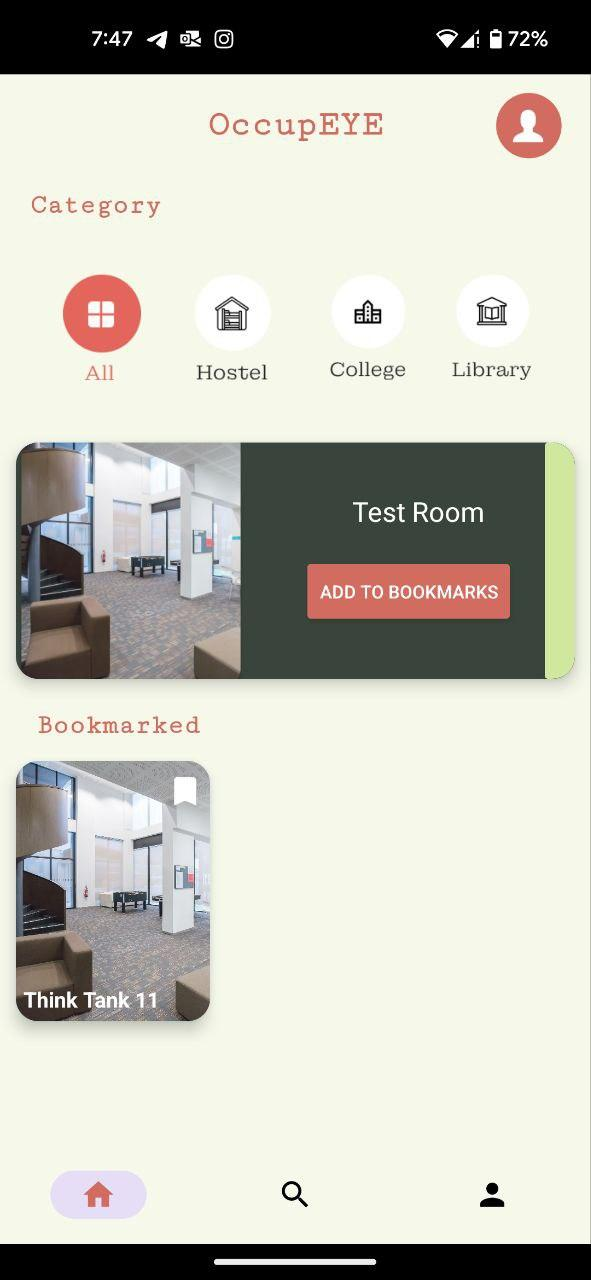 7:47
72%
OccupEYE
Category
All
Hostel
College
Library
Test Room
ADD TO BOOKMARKS
Bookmarked
Think Tank 11